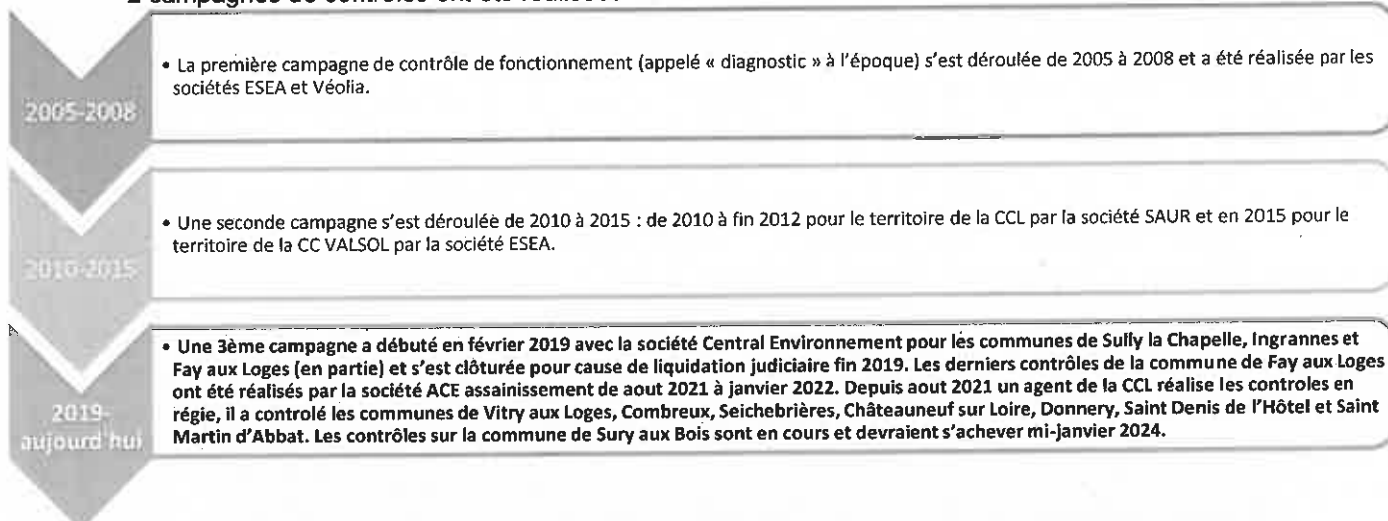 2 campagnes de contrôles ont été réalisées :
• La première campagne de contrôle de fonctionnement (appelé « diagnostic » à l'époque) s'est déroulée de 2005 à 2008 et a été réalisée par les
sociétés ESEA et Véolia.
2005-2008
• Une seconde campagne s'est déroulée de 2010 à 2015 : de 2010 à fin 2012 pour le territoire de la CCL par la société SAUR et en 2015 pour le
territoire de la CC VALSOL par la société ESEA.
2010-2015
• Une 3ème campagne a débuté en février 2019 avec la société Central Environnement pour les communes de Sully la Chapelle, Ingrannes et
Fay aux Loges (en partie) et s'est clôturée pour cause de liquidation judiciaire fin 2019. Les derniers contrôles de la commune de Fay aux Loges
ont été réalisés par la société ACE assainissement de aout 2021 à janvier 2022. Depuis aout 2021 un agent de la CCL réalise les controles en
régie, il a controlé les communes de Vitry aux Loges, Combreux, Seichebrières, Châteauneuf sur Loire, Donnery, Saint Denis de l'Hôtel et Saint
Martin d'Abbat. Les contrôles sur la commune de Sury aux Bois sont en cours et devraient s'achever mi-janvier 2024.
2019-
aujourd'hui